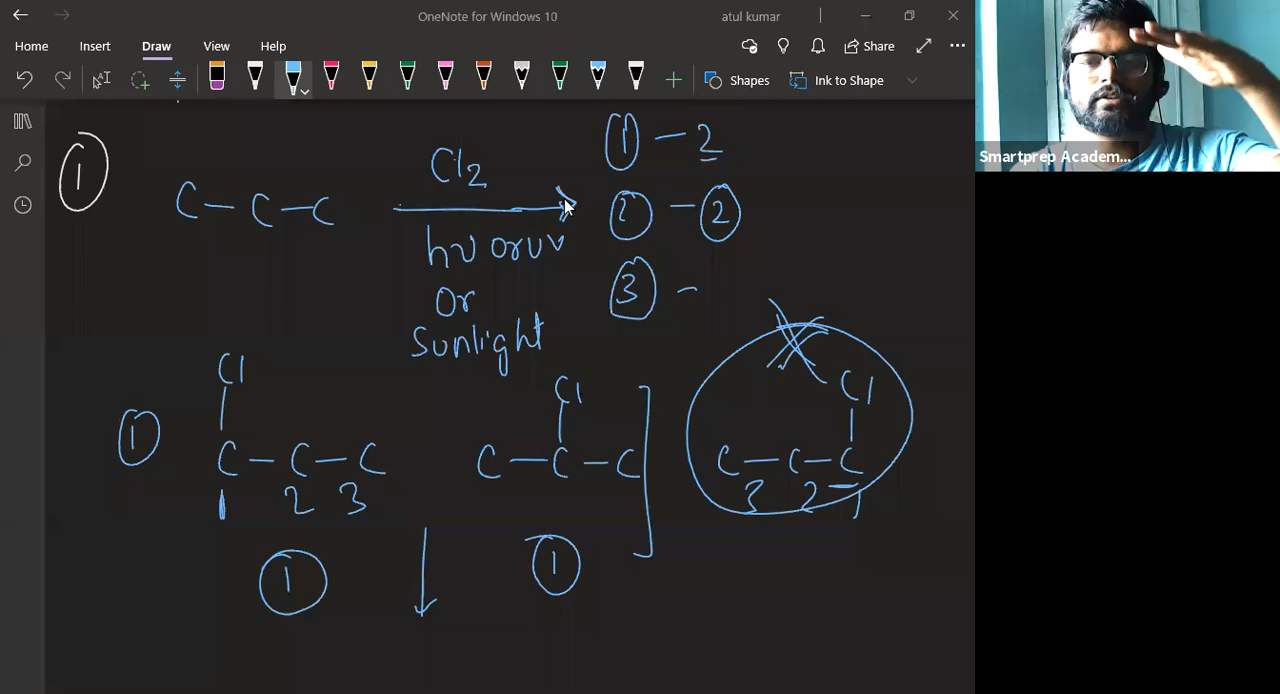 OneNote for Windows 10
atul kumar
Home Insert Draw View Help
Share
Shapes
Ink to Shape
Smartprep Academ...
1
C - C - C
Cl2
hν or uv
or
Sunlight
1 - 2
2 - 2
3 -
1
Cl
C - C - C
1 2 3
1
Cl
C - C - C
1
Cl
C - C - C
3 2 1